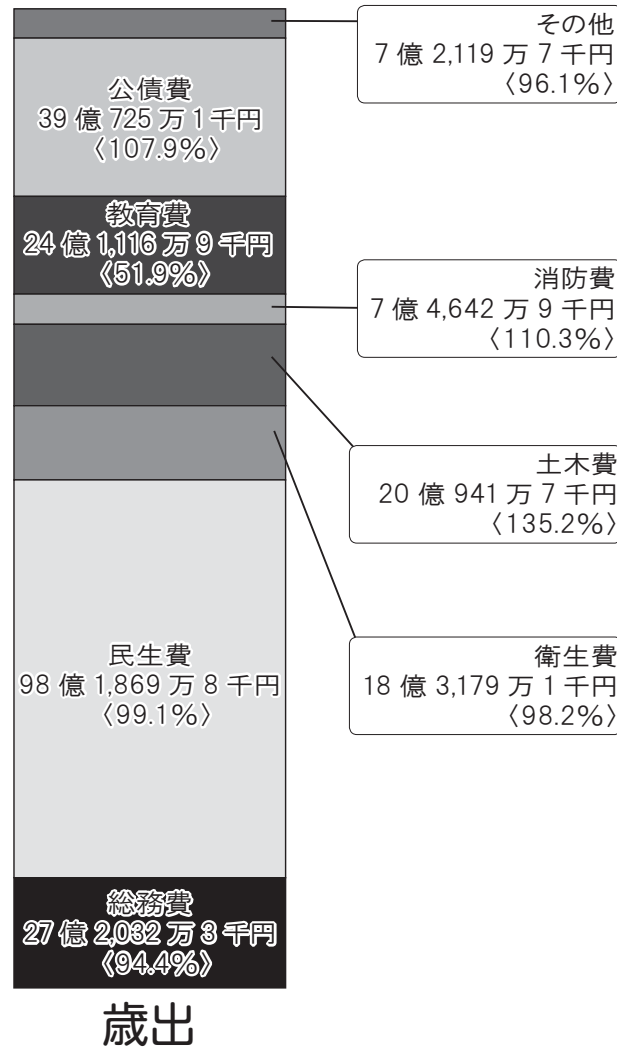 その他
7 億 2,119 万 7 千円
〈96.1%〉
公債費
39 億 725 万 1 千円
〈107.9%〉
教育費
24 億 1,116 万 9 千円
〈51.9%〉
消防費
7 億 4,642 万 9 千円
〈110.3%〉
土木費
20 億 941 万 7 千円
〈135.2%〉
衛生費
18 億 3,179 万 1 千円
〈98.2%〉
民生費
98 億 1,869 万 8 千円
〈99.1%〉
総務費
27 億 2,032 万 3 千円
〈94.4%〉
歳出